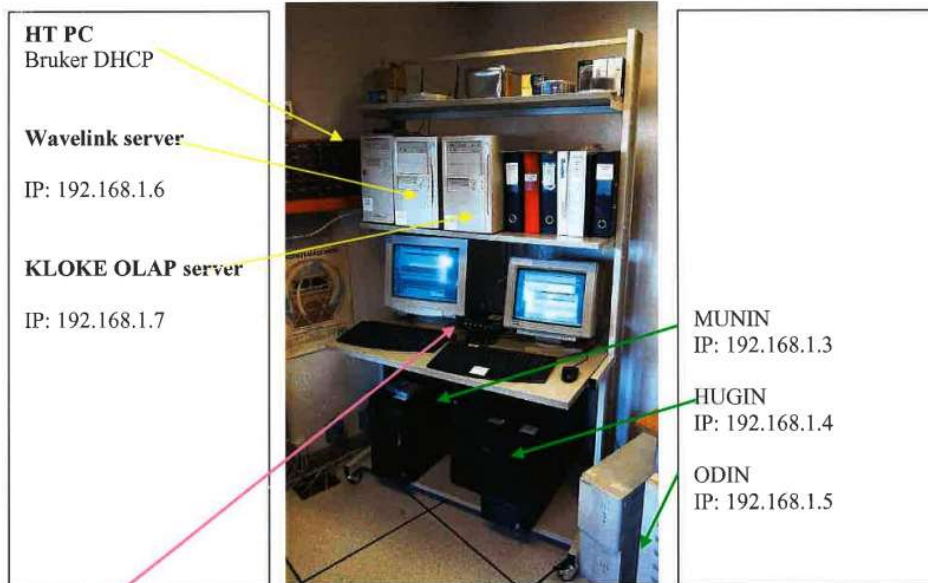 HT PC
Bruker DHCP
Wavelink server
IP: 192.168.1.6
KLOKE OLAP server
IP: 192.168.1.7
MUNIN
IP: 192.168.1.3
HUGIN
IP: 192.168.1.4
ODIN
IP: 192.168.1.5